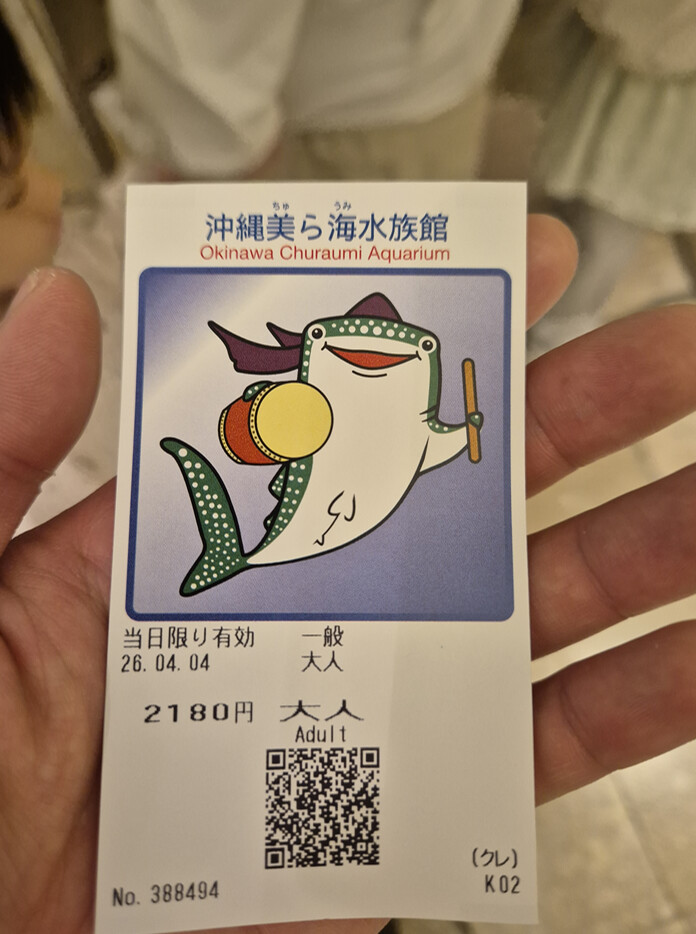 ちゅ うみ
沖縄美ら海水族館
Okinawa Churaumi Aquarium
当日限り有効 一般
26.04.04 大人
2180円 大人
Adult
(クレ)
No. 388494 K02